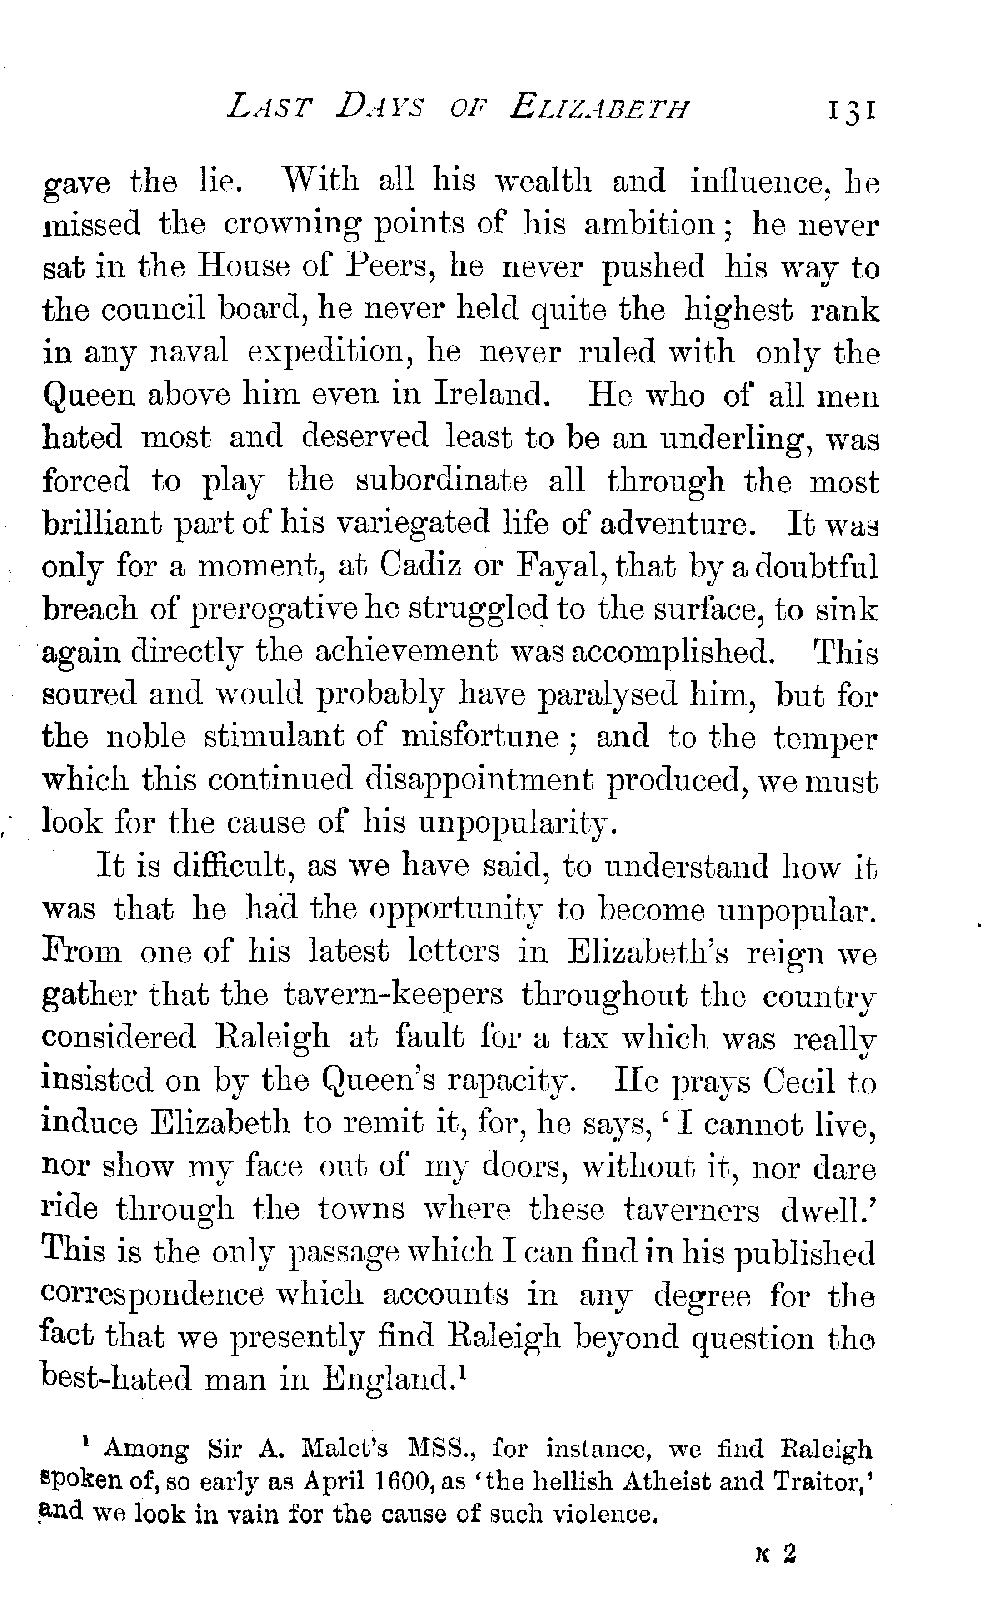 LAST DAYS OF ELIZABETH 131
gave the lie. With all his wealth and influence, he
missed the crowning points of his ambition; he never
sat in the House of Peers, he never pushed his way to
the council board, he never held quite the highest rank
in any naval expedition, he never ruled with only the
Queen above him even in Ireland. He who of all men
hated most and deserved least to be an underling, was
forced to play the subordinate all through the most
brilliant part of his variegated life of adventure. It was
only for a moment, at Cadiz or Fayal, that by a doubtful
breach of prerogative he struggled to the surface, to sink
again directly the achievement was accomplished. This
soured and would probably have paralysed him, but for
the noble stimulant of misfortune; and to the temper
which this continued disappointment produced, we must
look for the cause of his unpopularity.
It is difficult, as we have said, to understand how it
was that he had the opportunity to become unpopular.
From one of his latest letters in Elizabeth's reign we
gather that the tavern-keepers throughout the country
considered Raleigh at fault for a tax which was really
insisted on by the Queen's rapacity. He prays Cecil to
induce Elizabeth to remit it, for, he says, 'I cannot live,
nor show my face out of my doors, without it, nor dare
ride through the towns where these taverners dwell.'
This is the only passage which I can find in his published
correspondence which accounts in any degree for the
fact that we presently find Raleigh beyond question the
best-hated man in England.¹
¹ Among Sir A. Malet's MSS., for instance, we find Raleigh
spoken of, so early as April 1600, as 'the hellish Atheist and Traitor,'
and we look in vain for the cause of such violence.
K 2